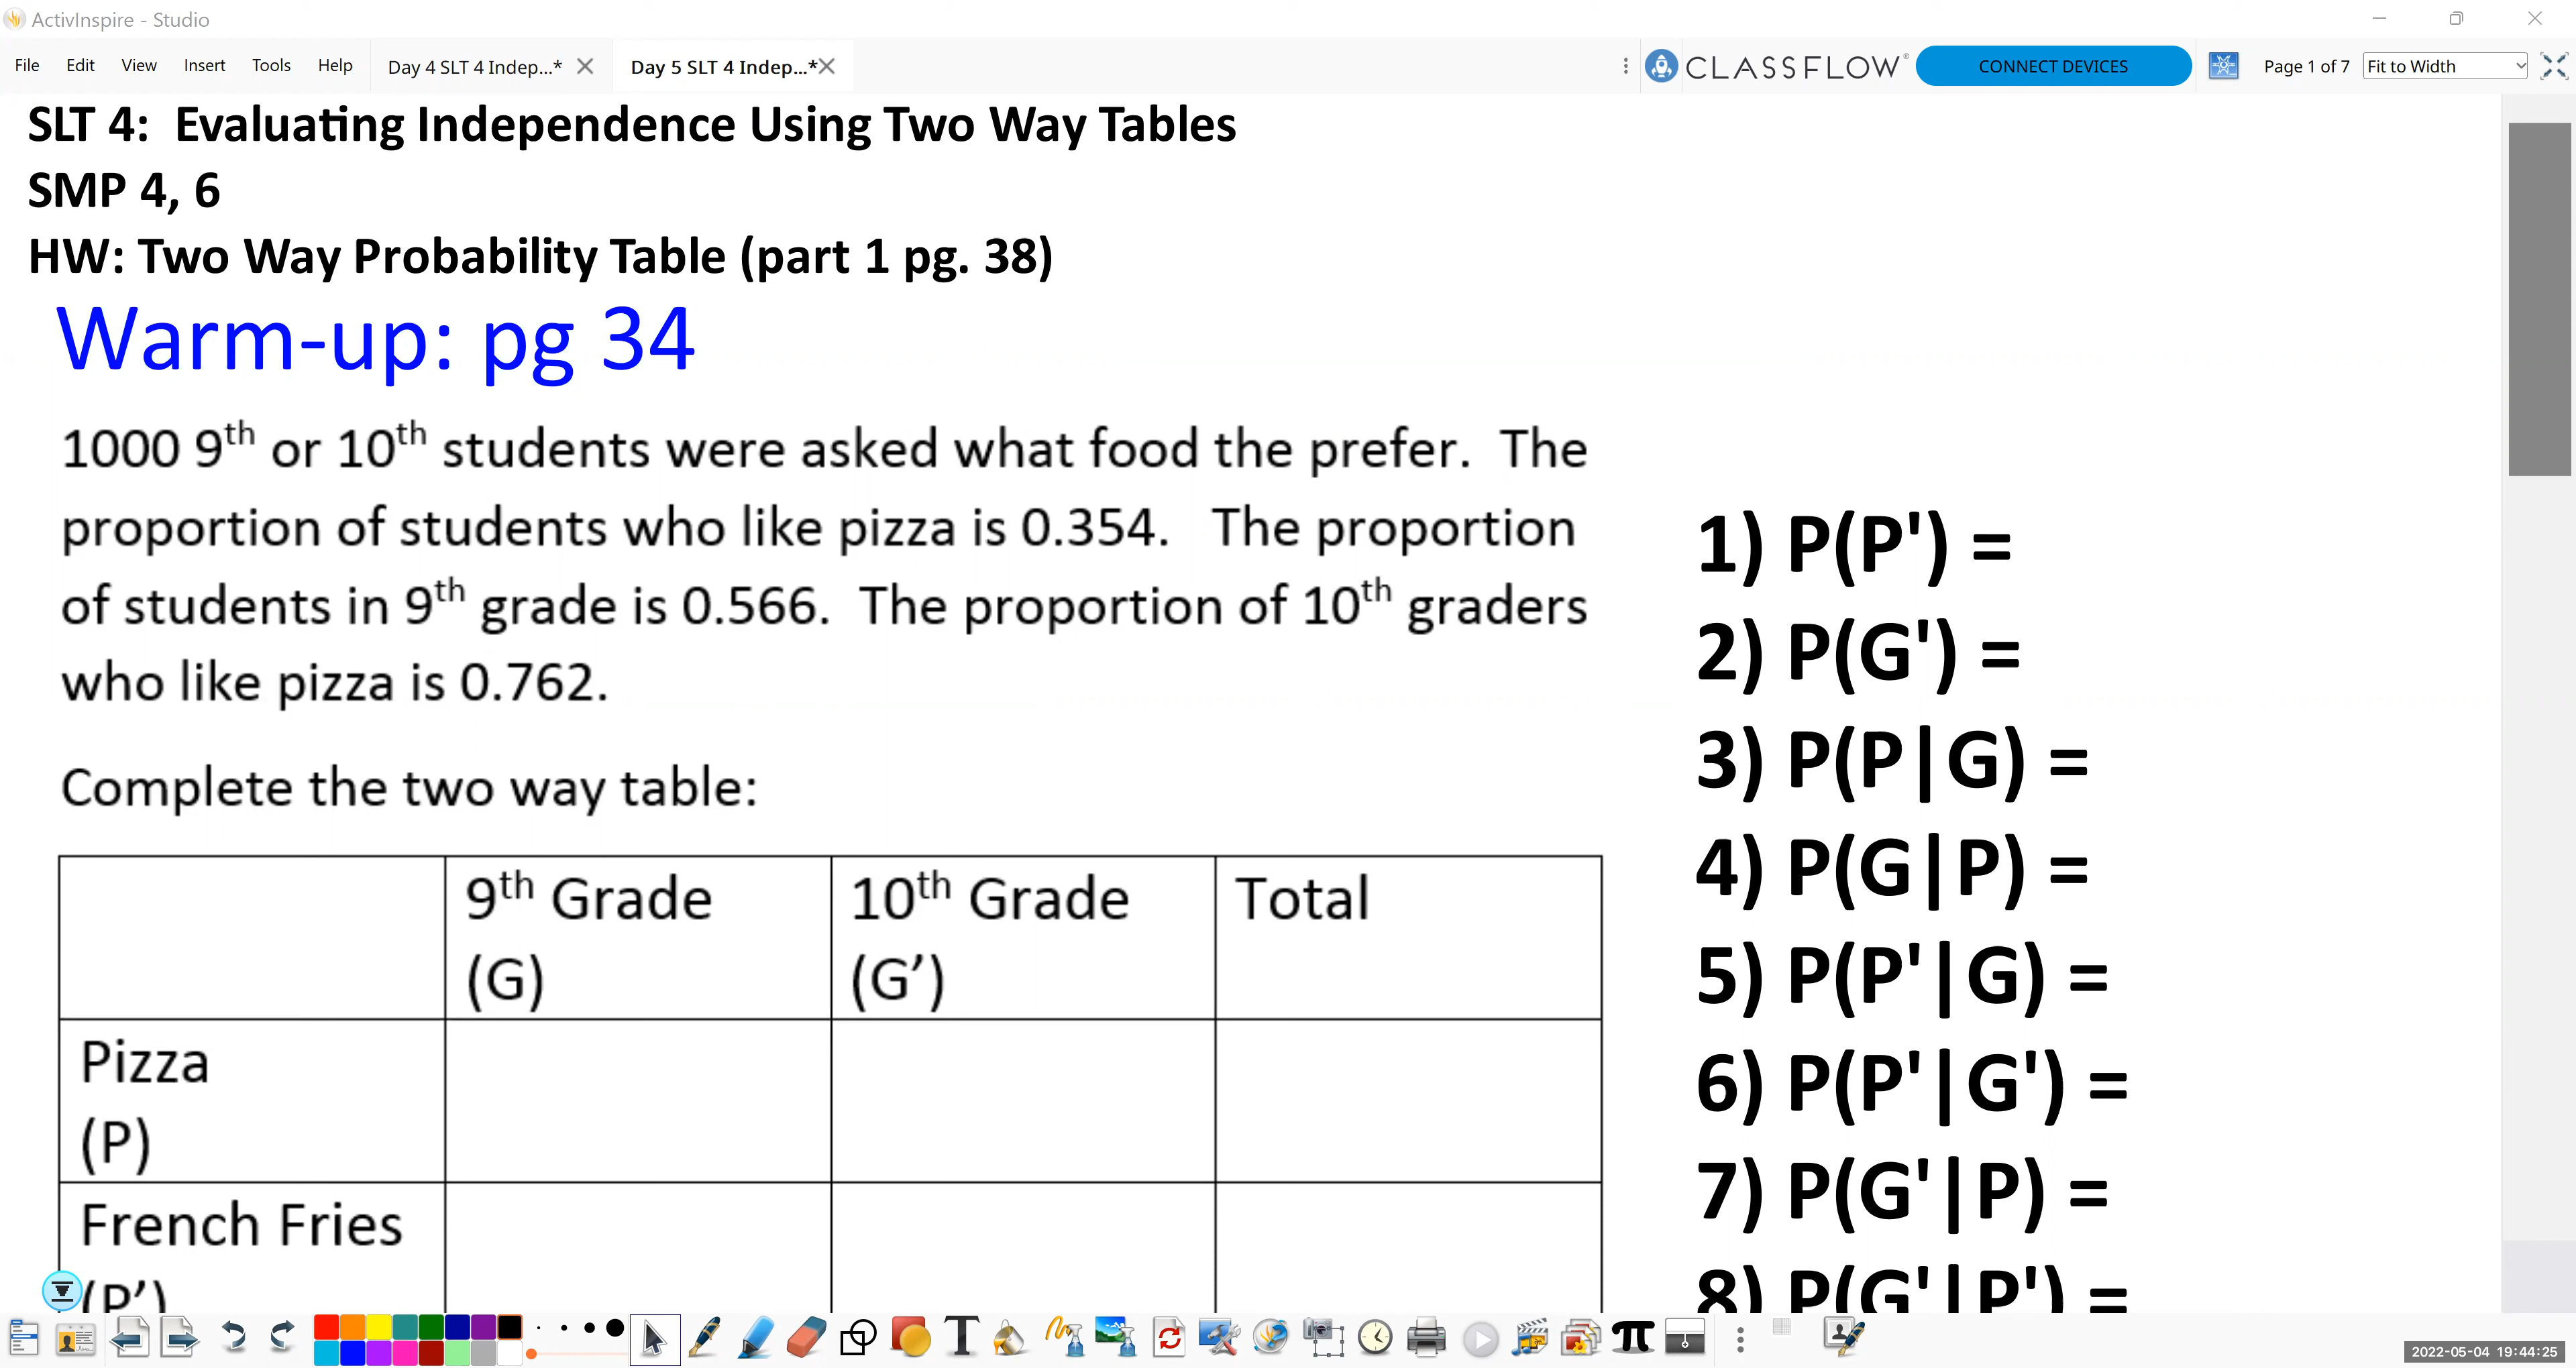 ActivInspire - Studio
File Edit View Insert Tools Help Day 4 SLT 4 Indep...* Day 5 SLT 4 Indep...* CLASSFLOW® CONNECT DEVICES Page 1 of 7 Fit to Width
SLT 4: Evaluating Independence Using Two Way Tables
SMP 4, 6
HW: Two Way Probability Table (part 1 pg. 38)
Warm-up: pg 34
1000 9th or 10th students were asked what food the prefer. The
proportion of students who like pizza is 0.354. The proportion
of students in 9th grade is 0.566. The proportion of 10th graders
who like pizza is 0.762.
Complete the two way table:
9th Grade
(G)
10th Grade
(G’)
Total
Pizza
(P)
French Fries
(P’)
1) P(P') =
2) P(G') =
3) P(P|G) =
4) P(G|P) =
5) P(P'|G) =
6) P(P'|G') =
7) P(G'|P) =
8) P(G'|P') =
2022-05-04 19:44:25